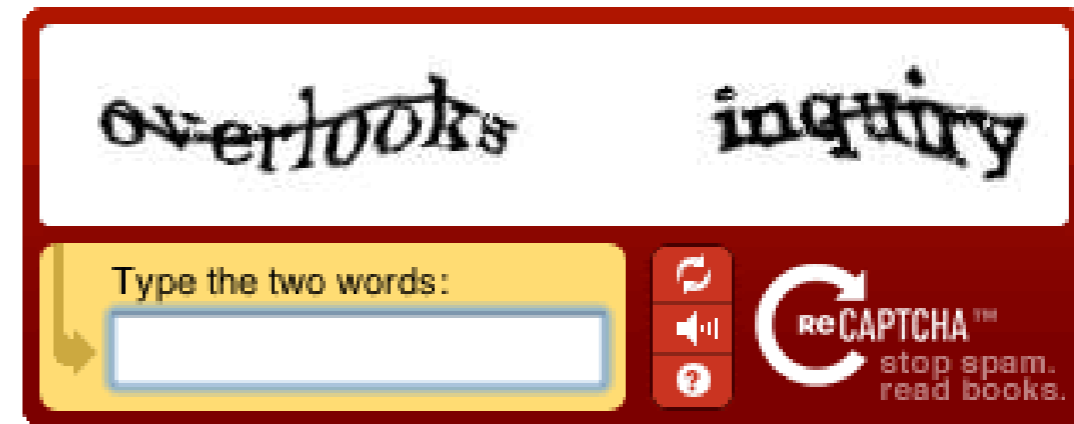 overlooks inquiry
Type the two words:
ReCAPTCHA™
stop spam.
read books.